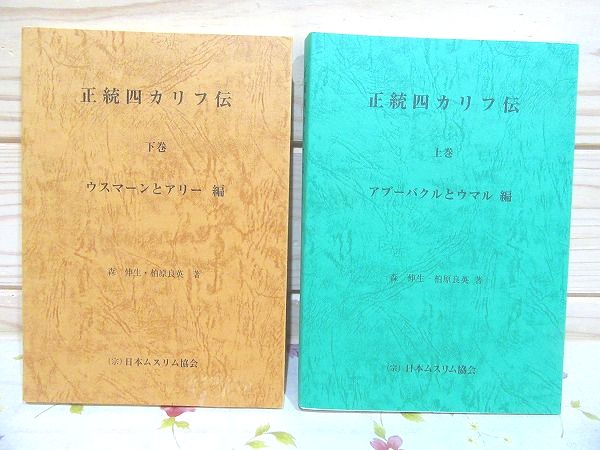 正統四カリフ伝
下巻
ウスマーンとアリー 編
森 伸生・柏原良英 著
(宗)日本ムスリム協会
正統四カリフ伝
上巻
アブーバクルとウマル 編
森 伸生・柏原良英 著
(宗)日本ムスリム協会